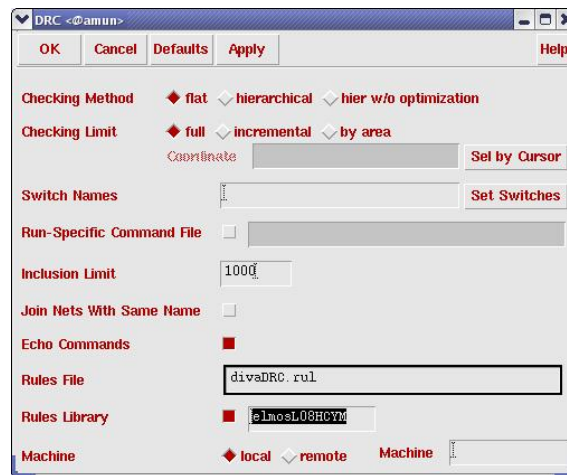 DRC <@amun>
OK Cancel Defaults Apply Help
Checking Method flat hierarchical hier w/o optimization
Checking Limit full incremental by area
Coordinate Sel by Cursor
Switch Names Set Switches
Run-Specific Command File
Inclusion Limit 1000
Join Nets With Same Name
Echo Commands
Rules File divaDRC.rul
Rules Library elmosL08HCYM
Machine local remote Machine